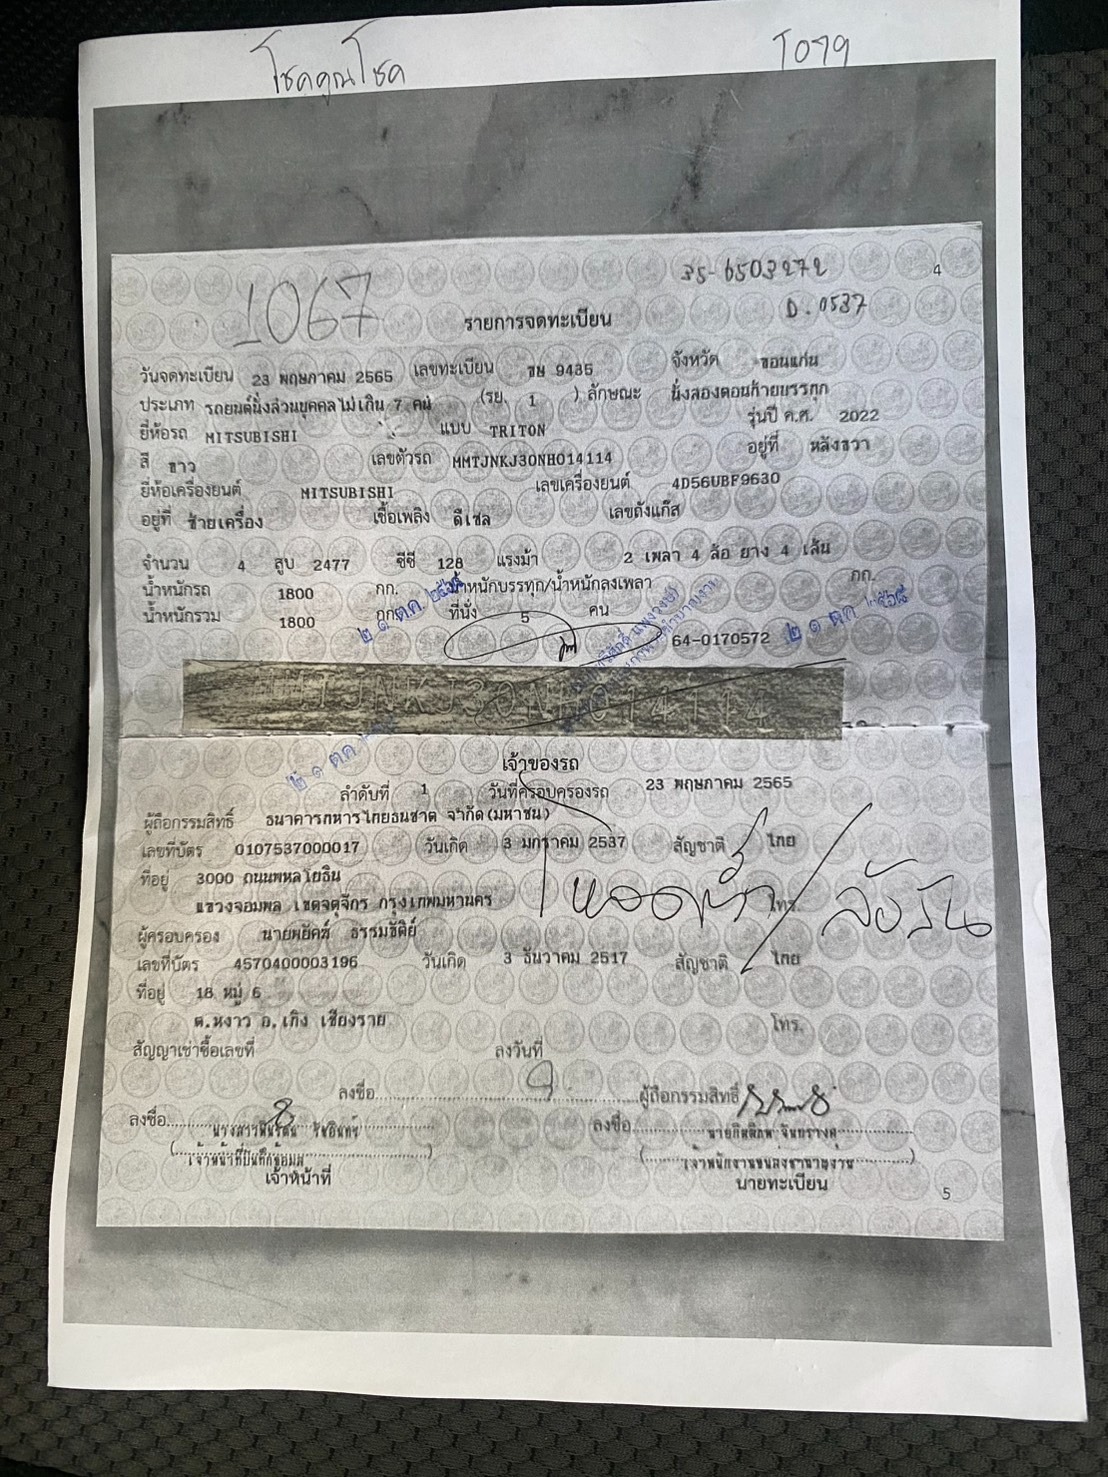 โชคคูณโชค T079
35-6503272 4
1067 D.0537
รายการจดทะเบียน
วันจดทะเบียน 23 พฤษภาคม 2565 เลขทะเบียน ขษ 9435 จังหวัด ขอนแก่น
ประเภท รถยนต์นั่งส่วนบุคคลไม่เกิน 7 คน (รย. 1 ) ลักษณะ นั่งสองตอนท้ายบรรทุก
ยี่ห้อรถ MITSUBISHI แบบ TRITON รุ่นปี ค.ศ. 2022
สี ขาว เลขตัวรถ MMTJNKJ30NH014114 อยู่ที่ หลังขวา
ยี่ห้อเครื่องยนต์ MITSUBISHI เลขเครื่องยนต์ 4D56UBF9630
อยู่ที่ ซ้ายเครื่อง เชื้อเพลิง ดีเซล เลขถังแก๊ส
จำนวน 4 สูบ 2477 ซีซี 128 แรงม้า 2 เพลา 4 ล้อ ยาง 4 เส้น
น้ำหนักรถ 1800 กก. น้ำหนักบรรทุก/น้ำหนักลงเพลา กก.
น้ำหนักรวม 1800 กก. ที่นั่ง 5 คน
๒๑ ต.ค. ๒๕๖๕ 64-0170572 ๒๑ ต.ค. ๒๕๖๕
JNKJ30NH014114
๒๑ ต.ค.
เจ้าของรถ
ลำดับที่ 1 วันที่ครอบครองรถ 23 พฤษภาคม 2565
ผู้ถือกรรมสิทธิ์ ธนาคารทหารไทยธนชาต จำกัด(มหาชน)
เลขที่บัตร 0107537000017 วันเกิด 3 มกราคม 2537 สัญชาติ ไทย
ที่อยู่ 3000 ถนนพหลโยธิน
แขวงจอมพล เขตจตุจักร กรุงเทพมหานคร โทร.
ผู้ครอบครอง นายพยัคฆ์ ธรรมขัติย์
เลขที่บัตร 4570400003196 วันเกิด 3 ธันวาคม 2517 สัญชาติ ไทย
ที่อยู่ 18 หมู่ 6
ต.หงาว อ.เทิง เชียงราย โทร.
สัญญาเช่าซื้อเลขที่ ลงวันที่
ลงชื่อ ผู้ถือกรรมสิทธิ์
ลงชื่อ ลงชื่อ
เจ้าหน้าที่ นายทะเบียน
5